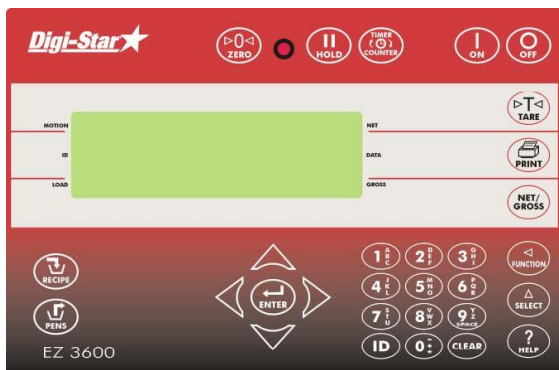 Digi-Star
▷0◁ ZERO
HOLD
TIMER COUNTER
ON
OFF
▷T◁ TARE
MOTION
NET
ID
DATA
PRINT
LOAD
GROSS
NET/
GROSS
RECIPE
PENS
ENTER
1 A B C
2 D E F
3 G H I
FUNCTION
4 J K L
5 M N O
6 P Q R
SELECT
7 S T U
8 V W X
9 Y Z SPACE
ID
0 - + *
CLEAR
? HELP
EZ 3600